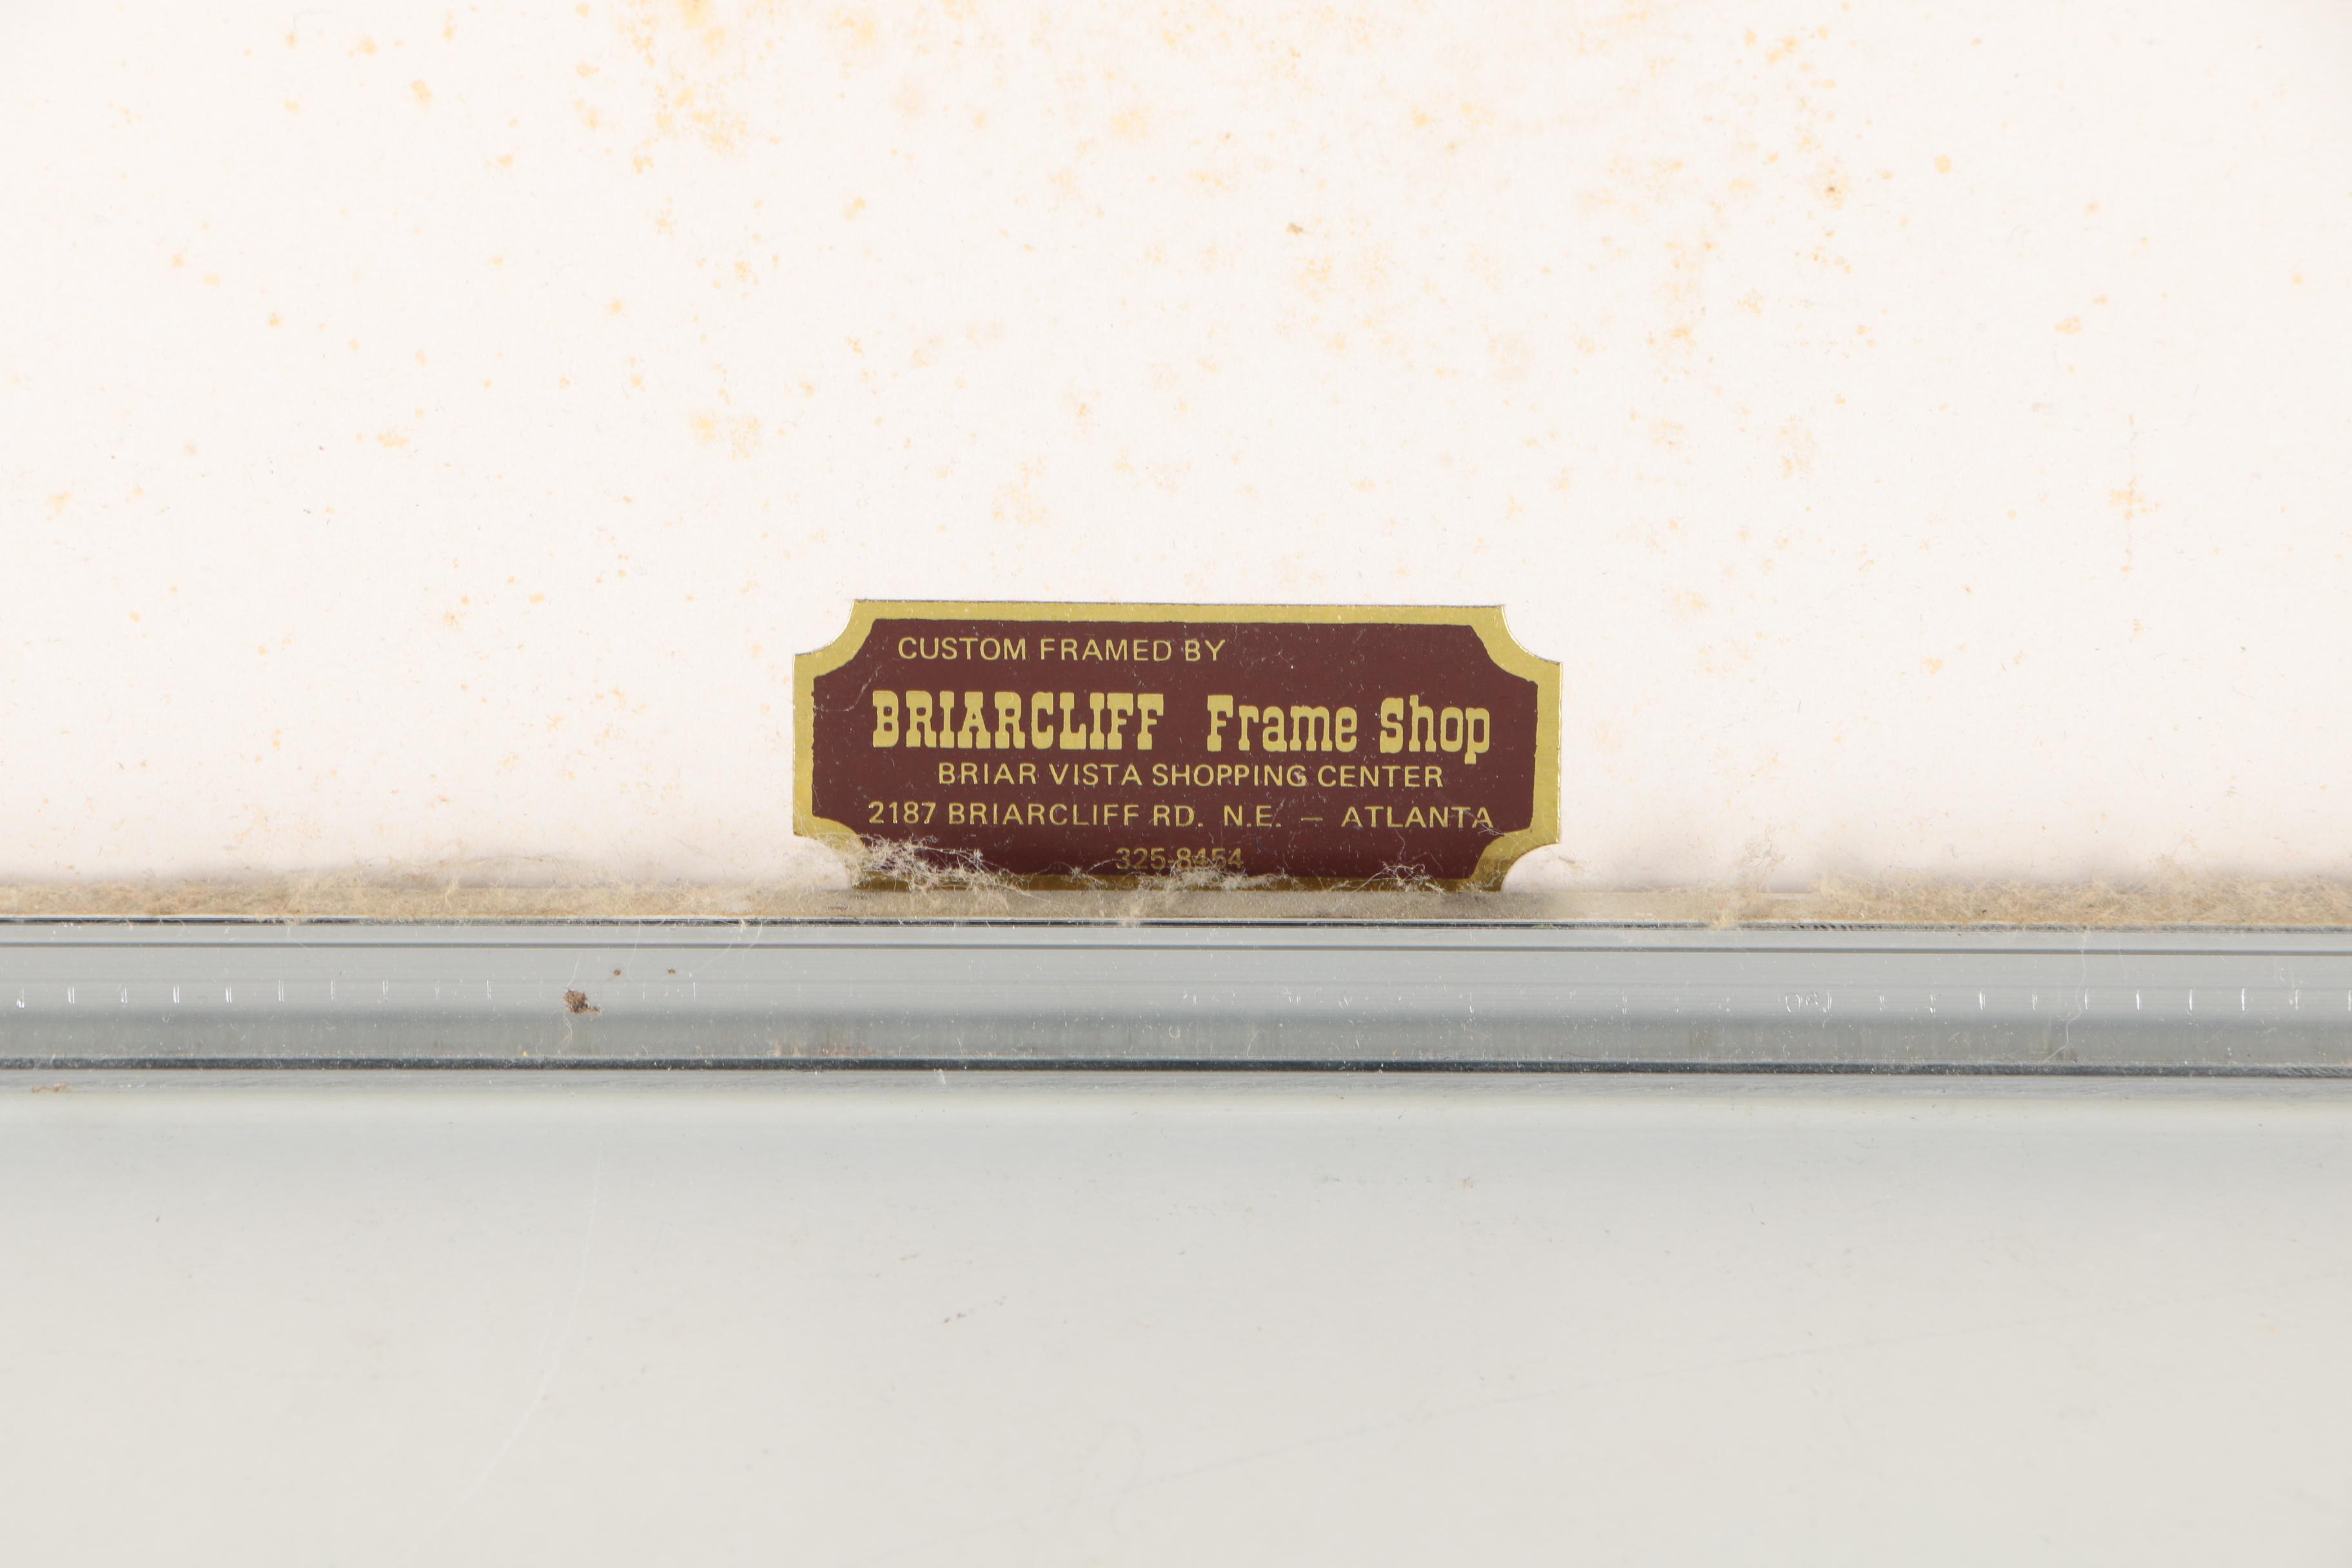 CUSTOM FRAMED BY
BRIARCLIFF Frame Shop
BRIAR VISTA SHOPPING CENTER
2187 BRIARCLIFF RD. N.E. — ATLANTA
325-8454